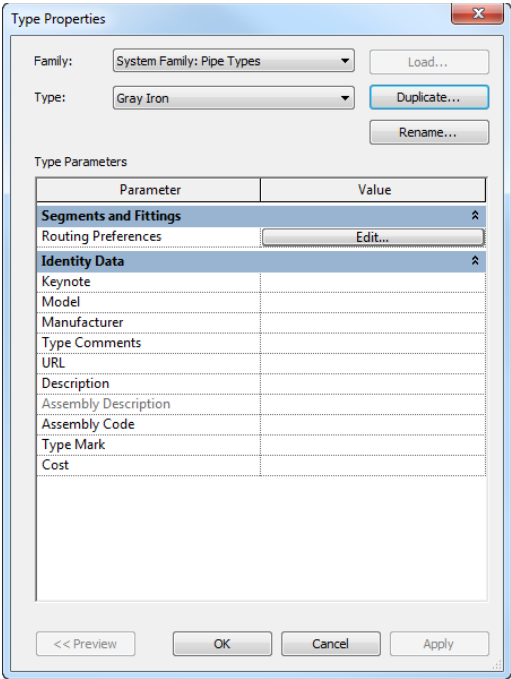 Type Properties
Family: System Family: Pipe Types Load...
Type: Gray Iron Duplicate...
Rename...
Type Parameters
Parameter Value
Segments and Fittings
Routing Preferences Edit...
Identity Data
Keynote
Model
Manufacturer
Type Comments
URL
Description
Assembly Description
Assembly Code
Type Mark
Cost
<< Preview OK Cancel Apply